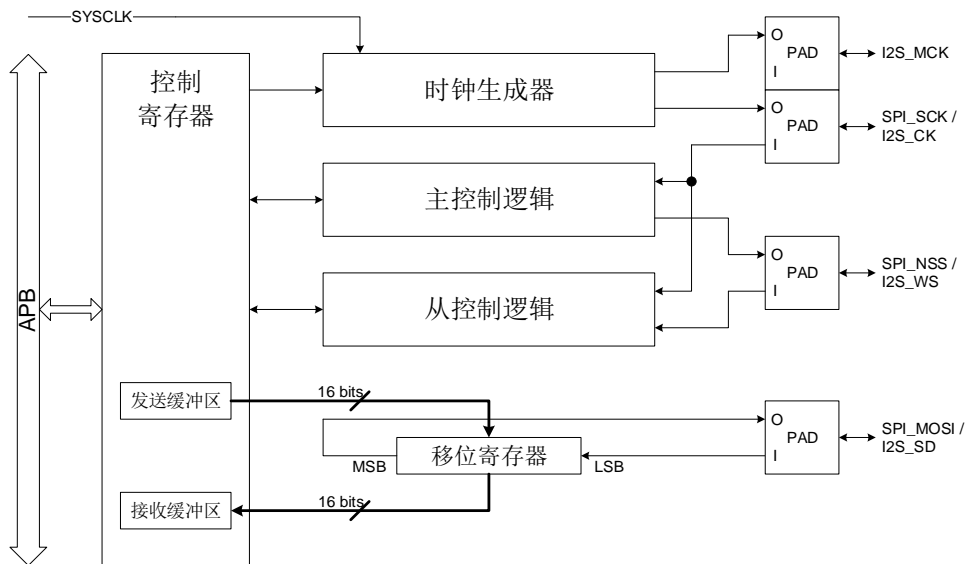 SYSCLK
APB
控制
寄存器
时钟生成器
主控制逻辑
从控制逻辑
O
PAD
I
I2S_MCK
O
PAD
I
SPI_SCK /
I2S_CK
O
PAD
I
SPI_NSS /
I2S_WS
发送缓冲区
16 bits
移位寄存器
MSB
LSB
接收缓冲区
16 bits
O
PAD
I
SPI_MOSI /
I2S_SD